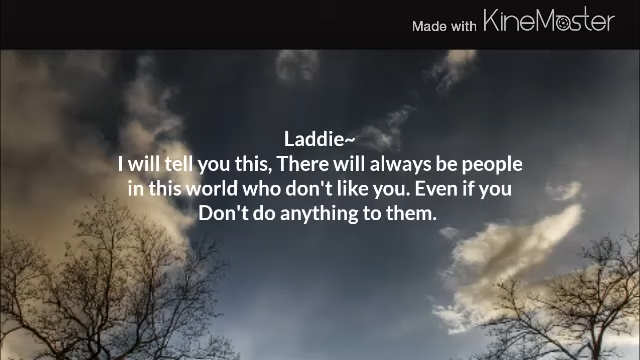 Made with KineMaster
Laddie~
I will tell you this, There will always be people
in this world who don't like you. Even if you
Don't do anything to them.